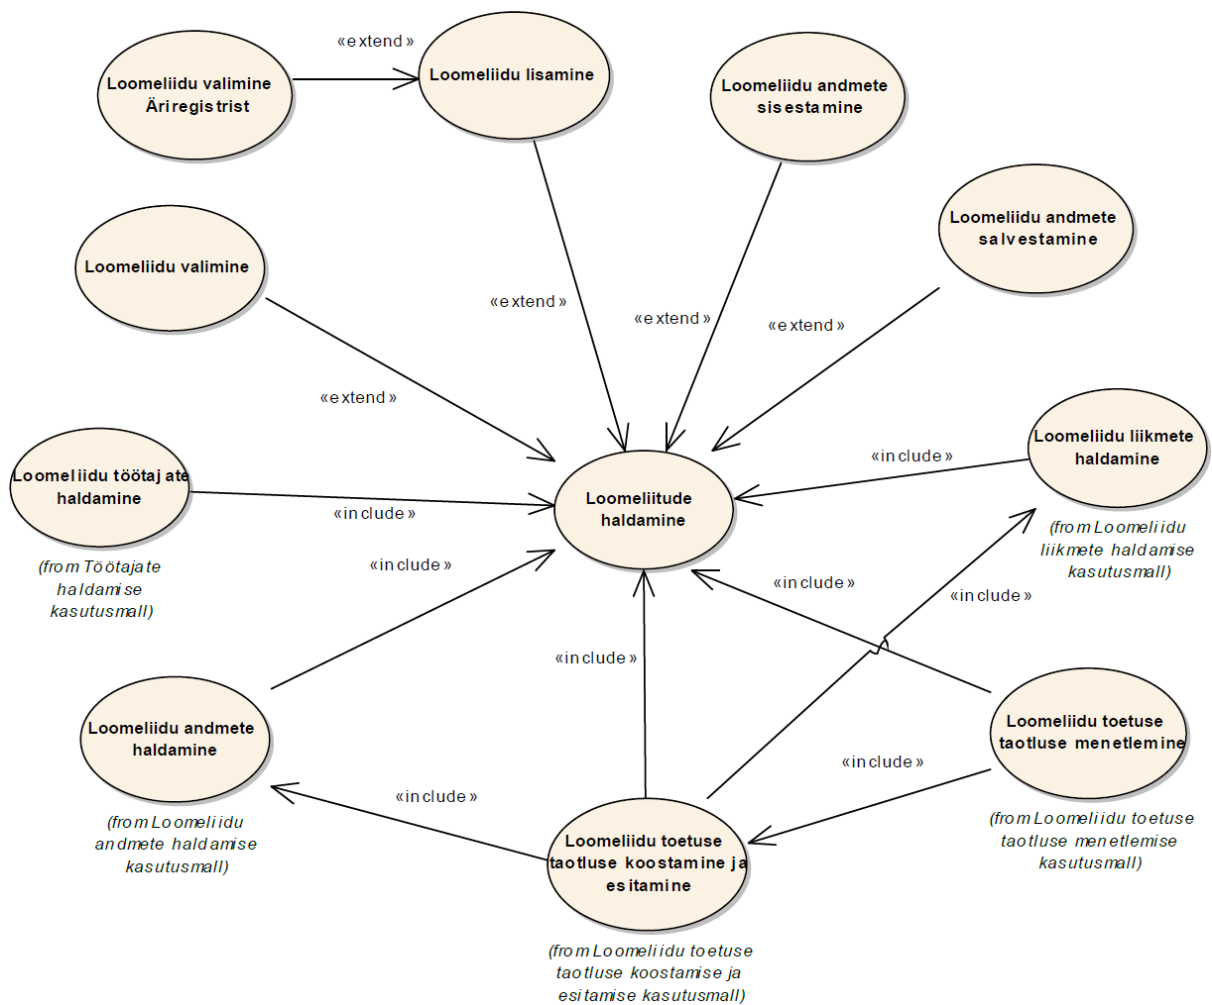 «extend»
Loomeliidu valimine
Äriregistrist
Loomeliidu lisamine
Loomeliidu andmete
sisestamine
Loomeliidu andmete
salvestamine
Loomeliidu valimine
«extend»
«extend»
«extend»
«extend»
Loomeliidu töötajate
haldamine
(from Töötajate
haldamise
kasutusmall)
«include»
Loomeliitude
haldamine
«include»
Loomeliidu liikmete
haldamine
(from Loomeliidu
liikmete haldamise
kasutusmall)
«include»
«include»
«include»
«include»
Loomeliidu andmete
haldamine
(from Loomeliidu
andmete haldamise
kasutusmall)
«include»
Loomeliidu toetuse
taotluse koostamine ja
esitamine
(from Loomeliidu toetuse
taotluse koostamise ja
esitamise kasutusmall)
«include»
Loomeliidu toetuse
taotluse menetlemine
(from Loomeliidu toetuse
taotluse menetlemise
kasutusmall)